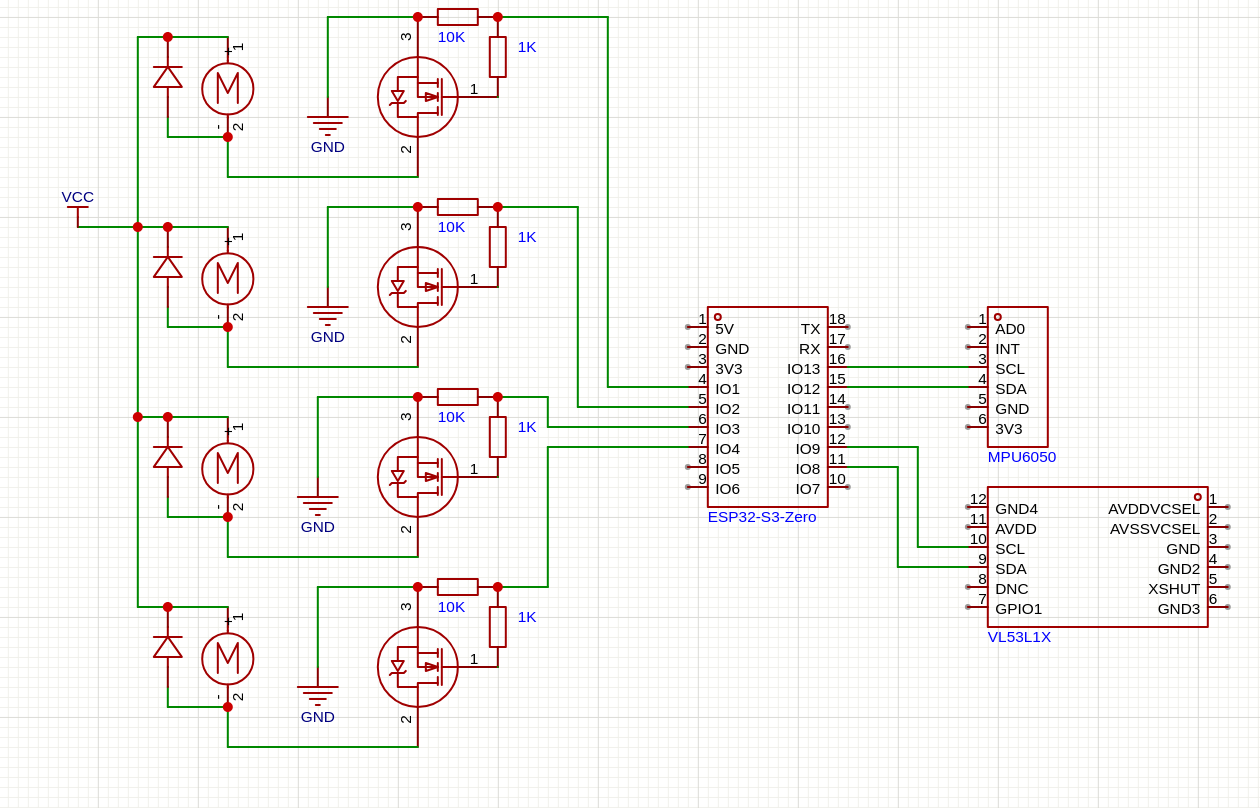 + 1
- 2
3
10K
1K
1
2
GND
VCC
+ 1
- 2
3
10K
1K
1
2
GND
+ 1
- 2
3
10K
1K
1
2
GND
+ 1
- 2
3
10K
1K
1
2
GND
1 5V TX 18
2 GND RX 17
3 3V3 IO13 16
4 IO1 IO12 15
5 IO2 IO11 14
6 IO3 IO10 13
7 IO4 IO9 12
8 IO5 IO8 11
9 IO6 IO7 10
ESP32-S3-Zero
1 AD0
2 INT
3 SCL
4 SDA
5 GND
6 3V3
MPU6050
12 GND4 AVDDVCSEL 1
11 AVDD AVSSVCSEL 2
10 SCL GND 3
9 SDA GND2 4
8 DNC XSHUT 5
7 GPIO1 GND3 6
VL53L1X